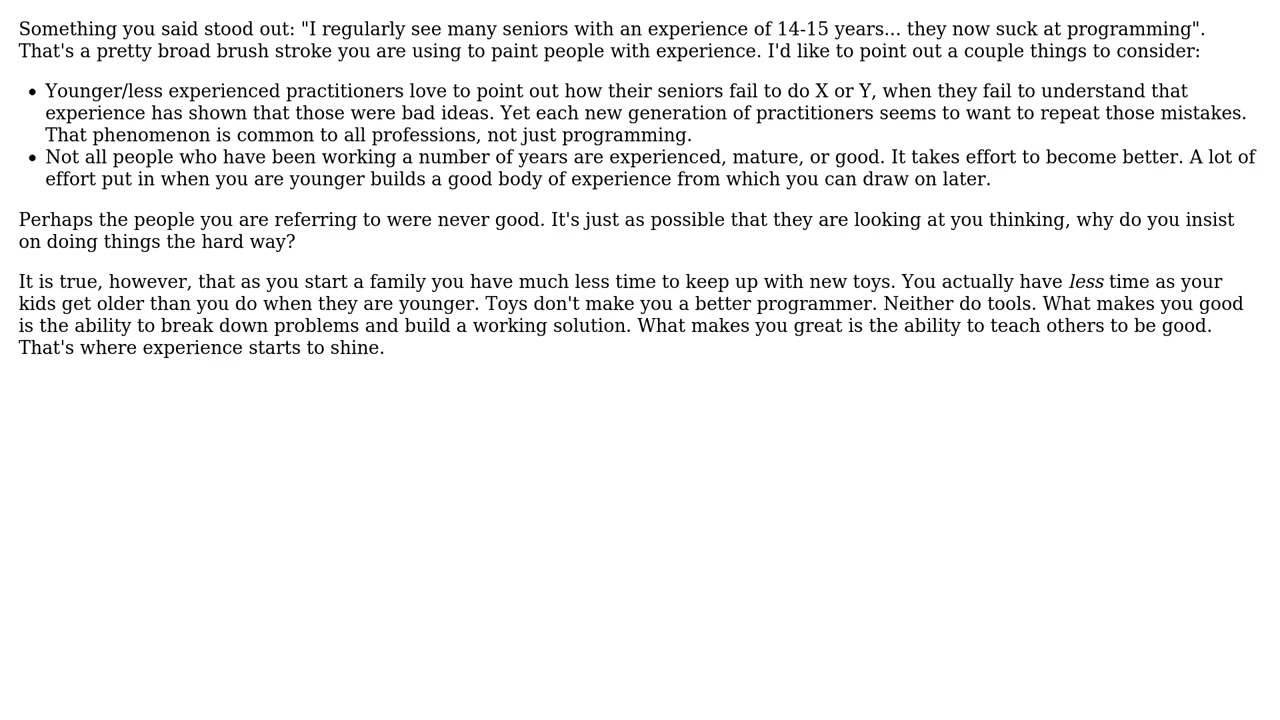 Something you said stood out: "I regularly see many seniors with an experience of 14-15 years... they now suck at programming".
That's a pretty broad brush stroke you are using to paint people with experience. I'd like to point out a couple things to consider:
• Younger/less experienced practitioners love to point out how their seniors fail to do X or Y, when they fail to understand that
experience has shown that those were bad ideas. Yet each new generation of practitioners seems to want to repeat those mistakes.
That phenomenon is common to all professions, not just programming.
• Not all people who have been working a number of years are experienced, mature, or good. It takes effort to become better. A lot of
effort put in when you are younger builds a good body of experience from which you can draw on later.
Perhaps the people you are referring to were never good. It's just as possible that they are looking at you thinking, why do you insist
on doing things the hard way?
It is true, however, that as you start a family you have much less time to keep up with new toys. You actually have less time as your
kids get older than you do when they are younger. Toys don't make you a better programmer. Neither do tools. What makes you good
is the ability to break down problems and build a working solution. What makes you great is the ability to teach others to be good.
That's where experience starts to shine.